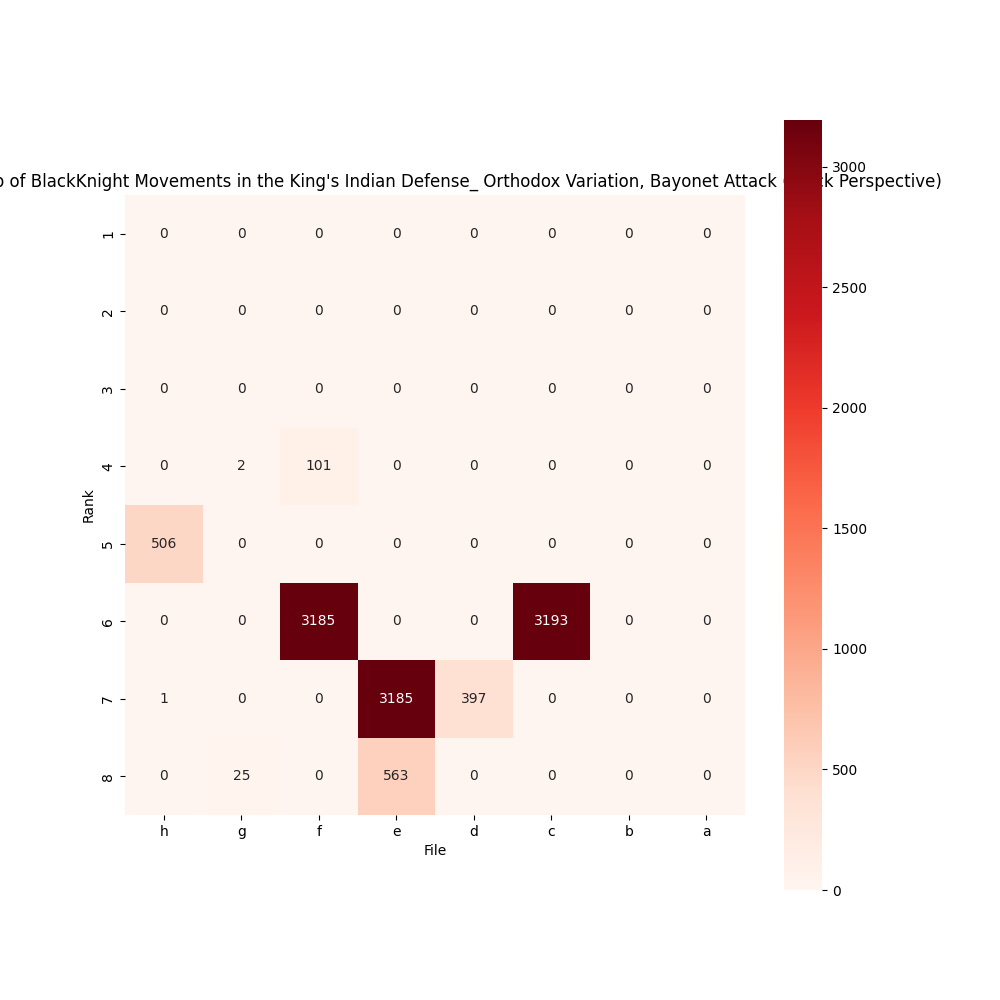 of BlackKnight Movements in the King's Indian Defense_ Orthodox Variation, Bayonet Attack Perspective)
3000
1 0 0 0 0 0 0 0 0
2500
2 0 0 0 0 0 0 0 0
3 0 0 0 0 0 0 0 0
2000
4 0 2 101 0 0 0 0 0
Rank
5 506 0 0 0 0 0 0 0
1500
6 0 0 3185 0 0 3193 0 0
1000
7 1 0 0 3185 397 0 0 0
500
8 0 25 0 563 0 0 0 0
h g f e d c b a
File
0